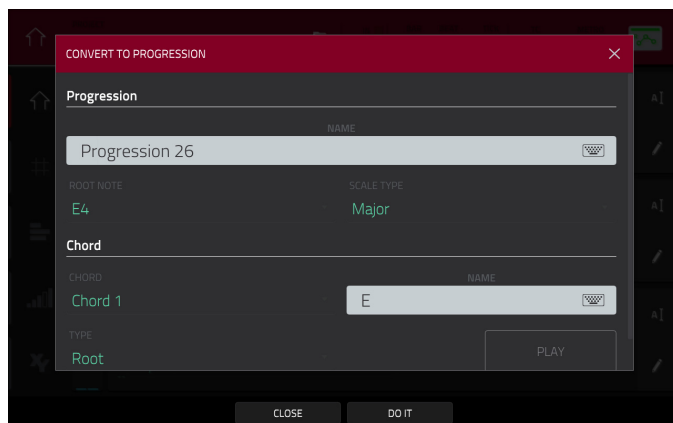 CONVERT TO PROGRESSION
Progression
NAME
Progression 26
ROOT NOTE
SCALE TYPE
E4
Major
Chord
CHORD
NAME
Chord 1
E
TYPE
PLAY
Root
CLOSE
DO IT